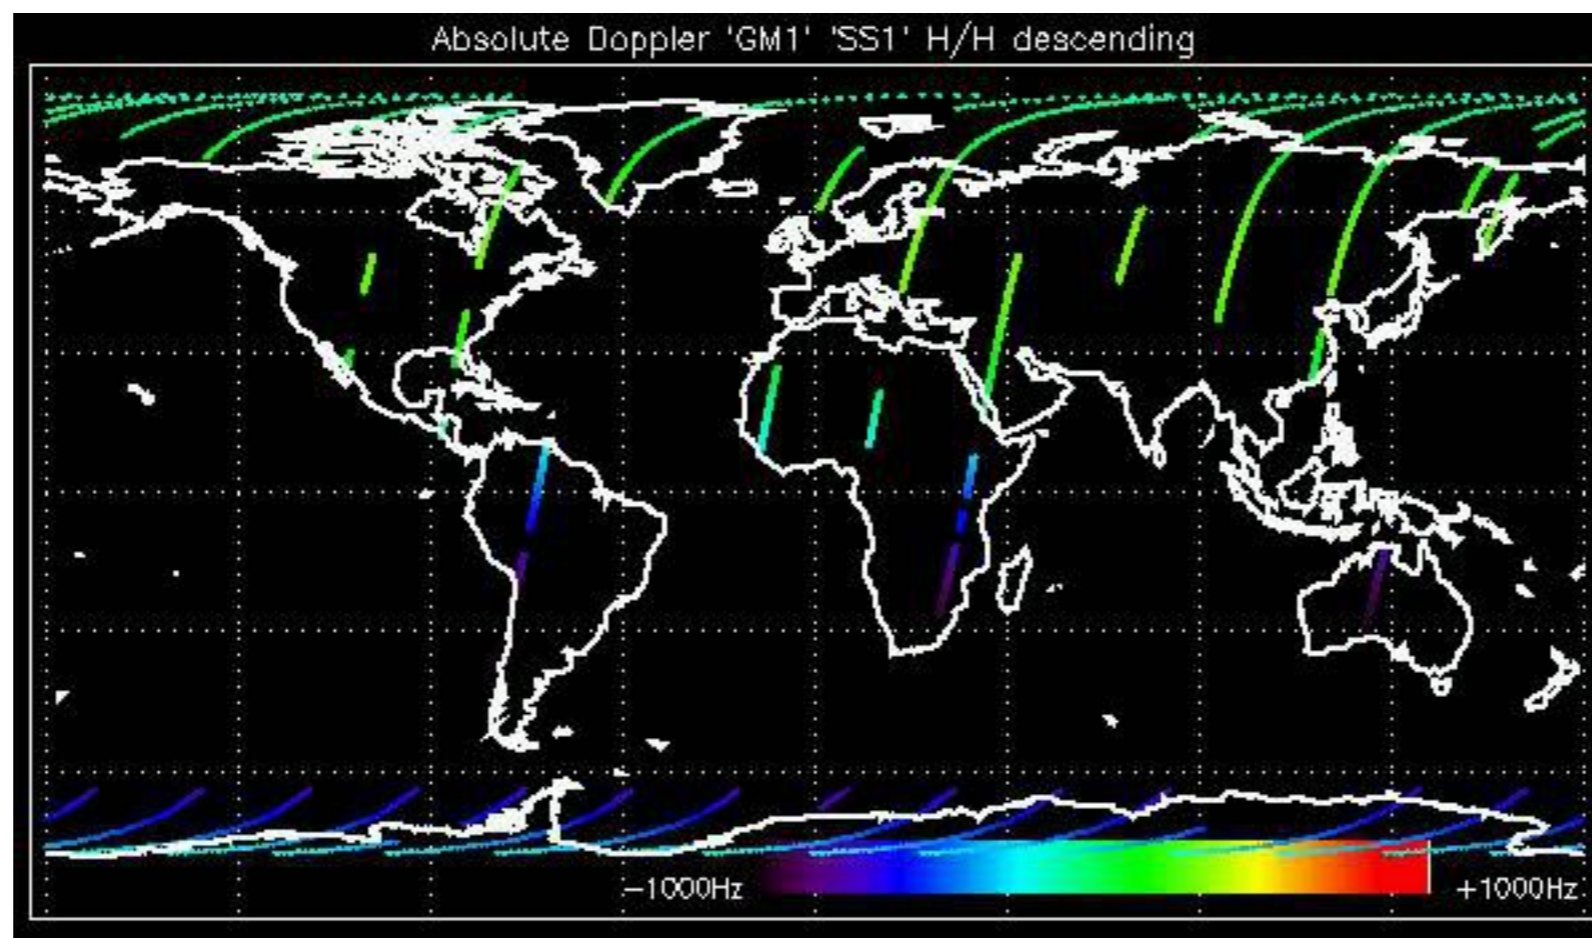 Absolute Doppler 'GM1' 'SS1' H/H descending
−1000Hz
+1000Hz